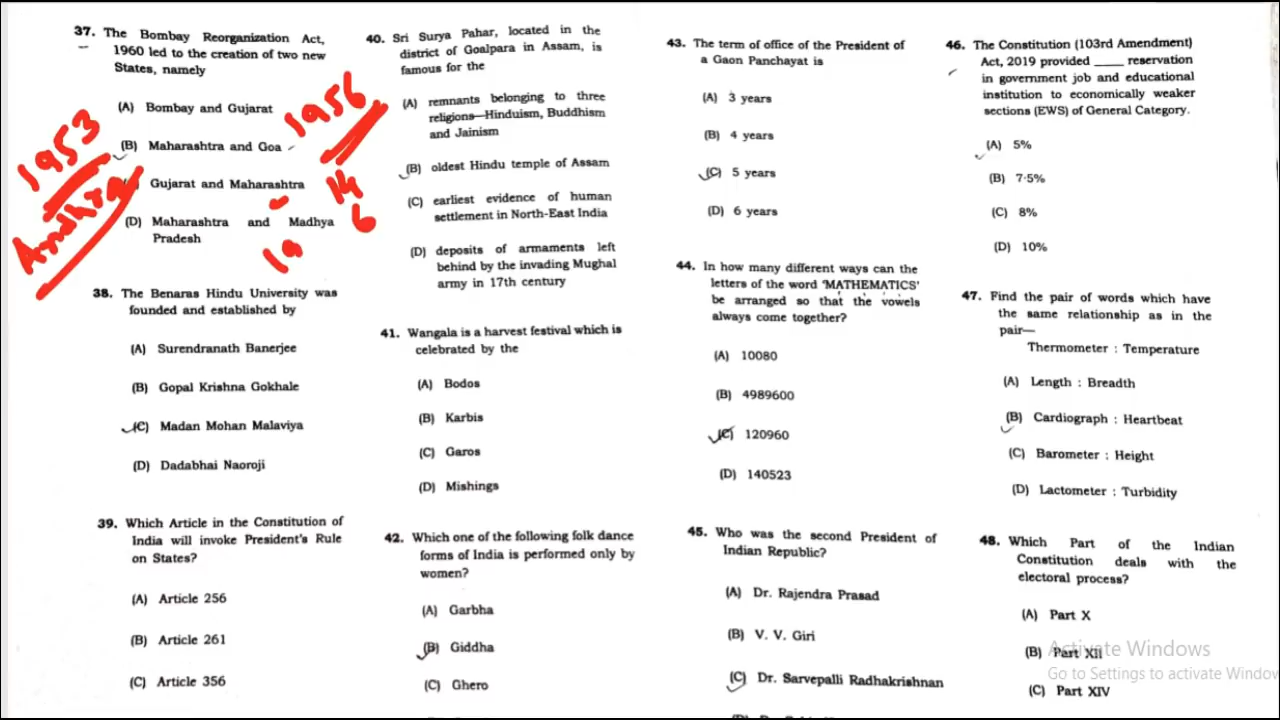 37. The Bombay Reorganization Act,
1960 led to the creation of two new
States, namely
(A) Bombay and Gujarat
(B) Maharashtra and Goa
Gujarat and Maharashtra
(D) Maharashtra and Madhya
Pradesh
1953
Andhra
1956
14
6
19
38. The Benaras Hindu University was
founded and established by
(A) Surendranath Banerjee
(B) Gopal Krishna Gokhale
(C) Madan Mohan Malaviya
(D) Dadabhai Naoroji
39. Which Article in the Constitution of
India will invoke President's Rule
on States?
(A) Article 256
(B) Article 261
(C) Article 356
40. Sri Surya Pahar, located in the
district of Goalpara in Assam, is
famous for the
(A) remnants belonging to three
religions—Hinduism, Buddhism
and Jainism
(B) oldest Hindu temple of Assam
(C) earliest evidence of human
settlement in North-East India
(D) deposits of armaments left
behind by the invading Mughal
army in 17th century
41. Wangala is a harvest festival which is
celebrated by the
(A) Bodos
(B) Karbis
(C) Garos
(D) Mishings
42. Which one of the following folk dance
forms of India is performed only by
women?
(A) Garbha
(B) Giddha
(C) Ghero
43. The term of office of the President of
a Gaon Panchayat is
(A) 3 years
(B) 4 years
(C) 5 years
(D) 6 years
44. In how many different ways can the
letters of the word 'MATHEMATICS'
be arranged so that the vowels
always come together?
(A) 10080
(B) 4989600
(C) 120960
(D) 140523
45. Who was the second President of
Indian Republic?
(A) Dr. Rajendra Prasad
(B) V. V. Giri
(C) Dr. Sarvepalli Radhakrishnan
46. The Constitution (103rd Amendment)
Act, 2019 provided ____ reservation
in government job and educational
institution to economically weaker
sections (EWS) of General Category.
(A) 5%
(B) 7·5%
(C) 8%
(D) 10%
47. Find the pair of words which have
the same relationship as in the
pair—
Thermometer : Temperature
(A) Length : Breadth
(B) Cardiograph : Heartbeat
(C) Barometer : Height
(D) Lactometer : Turbidity
48. Which Part of the Indian
Constitution deals with the
electoral process?
(A) Part X
(B) Part XII
(C) Part XIV
Activate Windows
Go to Settings to activate Window